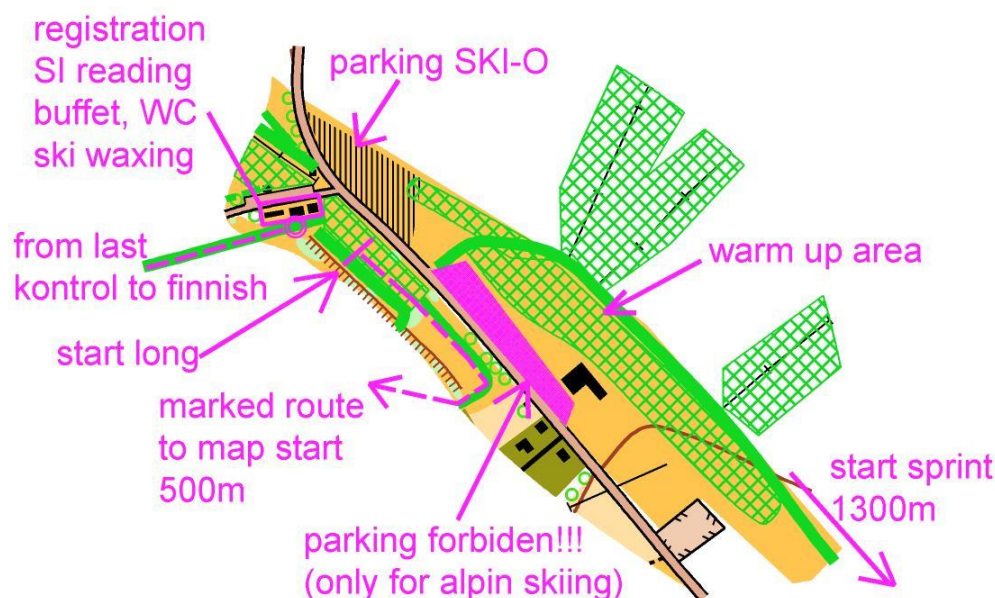 registration
SI reading
buffet, WC
ski waxing
parking SKI-O
from last
kontrol to finnish
warm up area
start long
marked route
to map start
500m
start sprint
1300m
parking forbiden!!!
(only for alpin skiing)